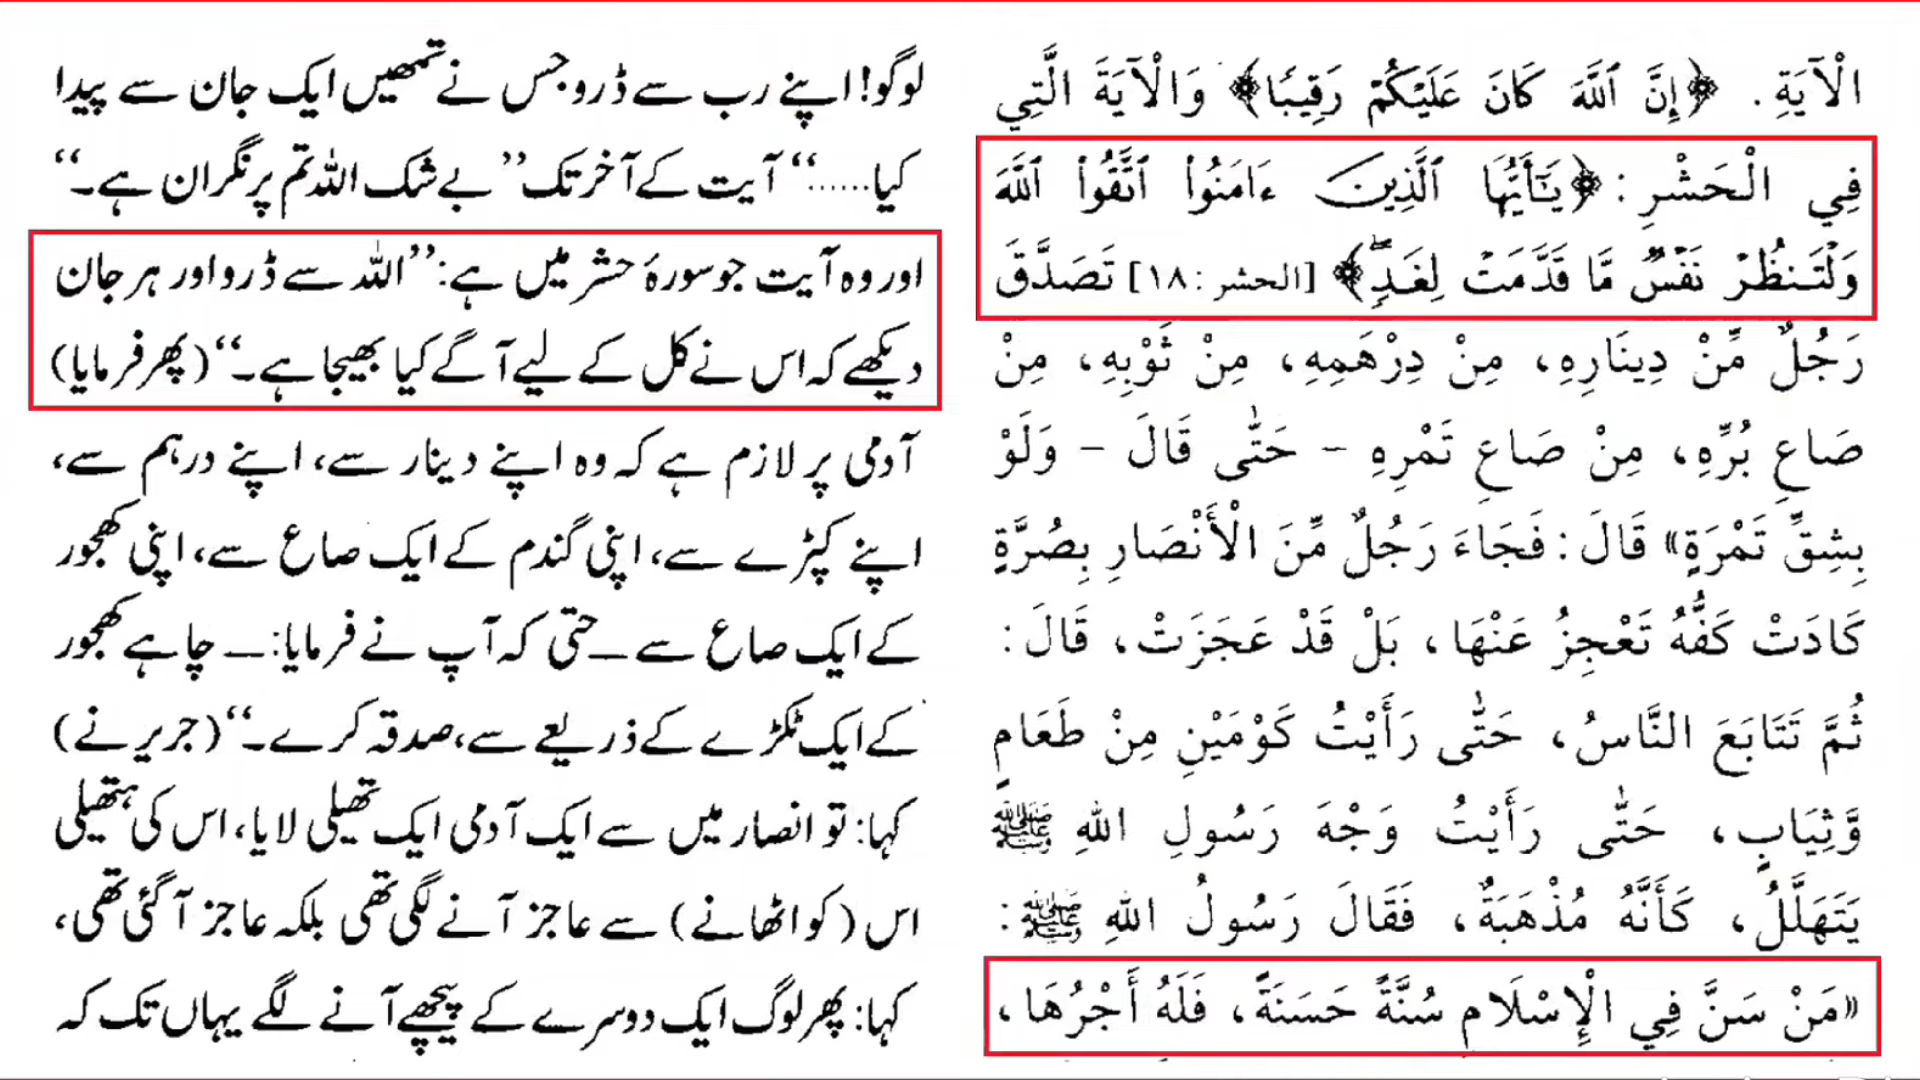 الْآيَةِ. ﴿إِنَّ ٱللَّهَ كَانَ عَلَيْكُمْ رَقِيبًا﴾ وَالْآيَةَ الَّتِي
فِي الْحَشْرِ: ﴿يَـٰٓأَيُّهَا ٱلَّذِينَ ءَامَنُوا۟ ٱتَّقُوا۟ ٱللَّهَ
وَلْتَنظُرْ نَفْسٌ مَّا قَدَّمَتْ لِغَدٍۖ﴾ [الحشر: ١٨] تَصَدَّقَ
رَجُلٌ مِّنْ دِينَارِهِ، مِنْ دِرْهَمِهِ، مِنْ ثَوْبِهِ، مِنْ
صَاعِ بُرِّهِ، مِنْ صَاعِ تَمْرِهِ - حَتّٰى قَالَ - وَلَوْ
بِشِقِّ تَمْرَةٍ» قَالَ: فَجَاءَ رَجُلٌ مِّنَ الْأَنْصَارِ بِصُرَّةٍ
كَادَتْ كَفُّهُ تَعْجِزُ عَنْهَا، بَلْ قَدْ عَجَزَتْ، قَالَ:
ثُمَّ تَتَابَعَ النَّاسُ، حَتّٰى رَأَيْتُ كَوْمَيْنِ مِنْ طَعَامٍ
وَّثِيَابٍ، حَتّٰى رَأَيْتُ وَجْهَ رَسُولِ اللهِ ﷺ
يَتَهَلَّلُ، كَأَنَّهُ مُذْهَبَةٌ، فَقَالَ رَسُولُ اللهِ ﷺ:
«مَنْ سَنَّ فِي الْإِسْلَامِ سُنَّةً حَسَنَةً، فَلَهُ أَجْرُهَا،
لوگو! اپنے رب سے ڈرو جس نے تمھیں ایک جان سے پیدا
کیا......‘‘ آیت کے آخر تک ’’بے شک اللہ تم پر نگران ہے۔‘‘
اور وہ آیت جو سورۂ حشر میں ہے: ’’اللہ سے ڈرو اور ہر جان
دیکھے کہ اس نے کل کے لیے آگے کیا بھیجا ہے۔‘‘ (پھر فرمایا)
آدمی پر لازم ہے کہ وہ اپنے دینار سے، اپنے درہم سے،
اپنے کپڑے سے، اپنی گندم کے ایک صاع سے، اپنی کھجور
کے ایک صاع سے ــ حتی کہ آپ نے فرمایا: ــ چاہے کھجور
کے ایک ٹکڑے کے ذریعے سے، صدقہ کرے۔‘‘ (جریر نے)
کہا: تو انصار میں سے ایک آدمی ایک تھیلی لایا، اس کی ہتھیلی
اس (کو اٹھانے) سے عاجز آنے لگی تھی بلکہ عاجز آ گئی تھی،
کہا: پھر لوگ ایک دوسرے کے پیچھے آنے لگے یہاں تک کہ